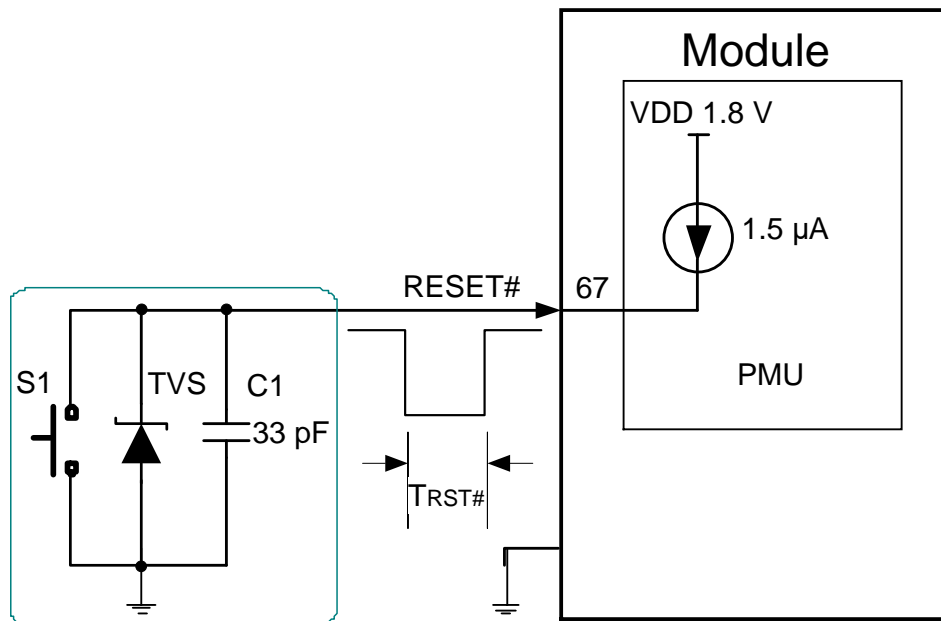 Module
VDD 1.8 V
1.5 µA
RESET#
67
S1
TVS
C1
33 pF
PMU
TRST#